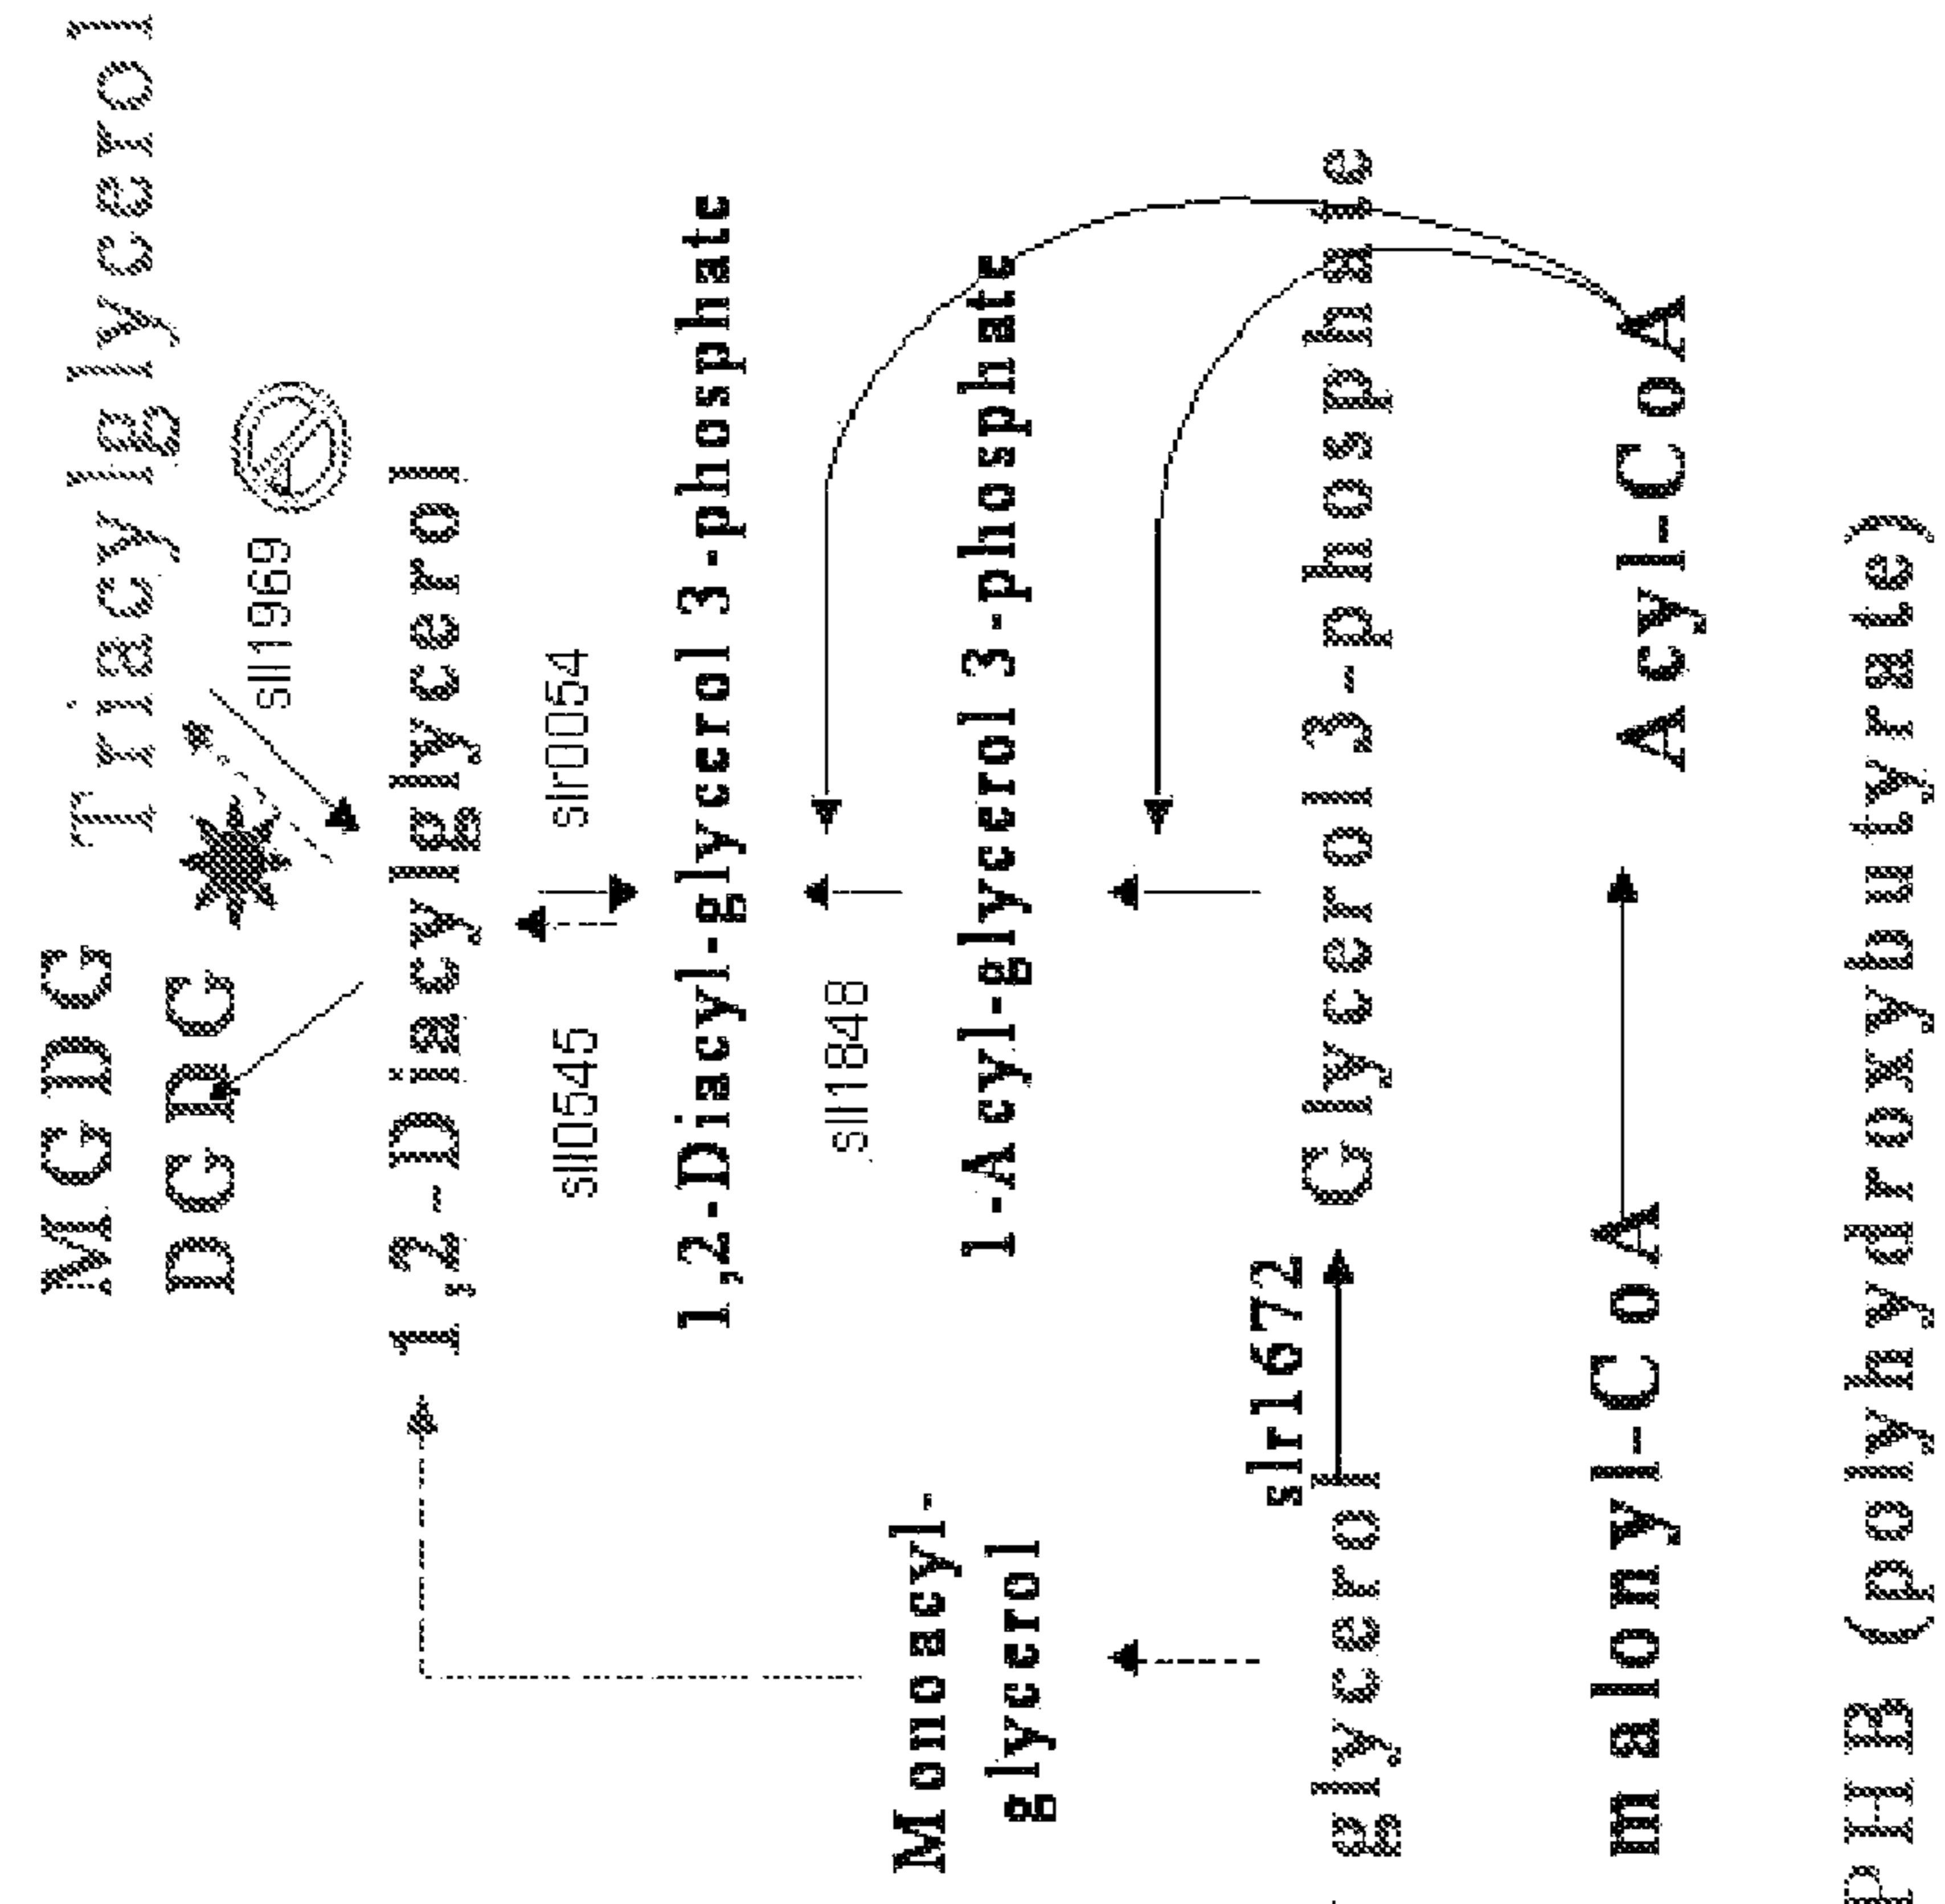 MGDG
Triacylglycerol
DGDG
sll1969
1,2-Diacylglycerol
sll0545
slr0054
1,2-Diacyl-glycerol 3-phosphate
sll1848
1-Acyl-glycerol 3-phosphate
Monoacyl-
glycerol
slr1672
glycerol
Glycerol 3-phosphate
malonyl-CoA
Acyl-CoA
PHB (polyhydroxybutyrate)